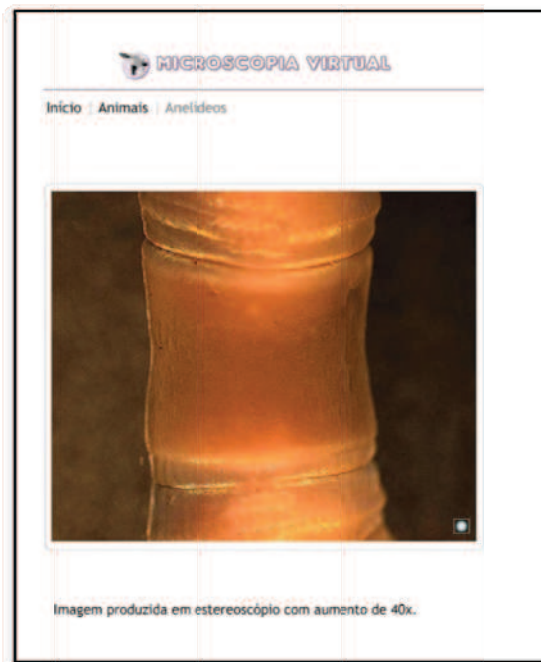 MICROSCOPIA VIRTUAL
Início | Animais | Anelídeos
Imagem produzida em estereoscópio com aumento de 40x.